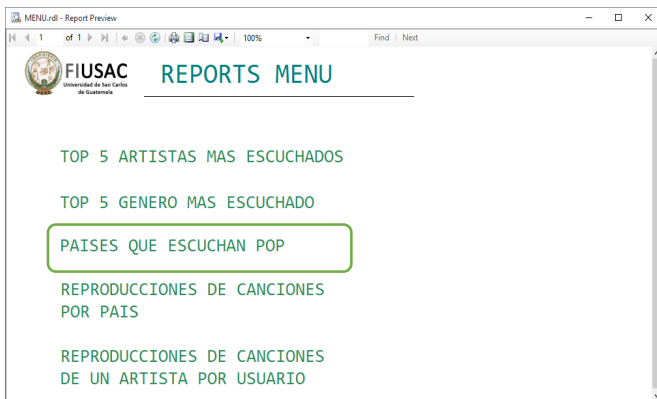 MENU.rdl - Report Preview
1 of 1 100% Find | Next
FIUSAC
Universidad de San Carlos
de Guatemala
REPORTS MENU
TOP 5 ARTISTAS MAS ESCUCHADOS
TOP 5 GENERO MAS ESCUCHADO
PAISES QUE ESCUCHAN POP
REPRODUCCIONES DE CANCIONES
POR PAIS
REPRODUCCIONES DE CANCIONES
DE UN ARTISTA POR USUARIO